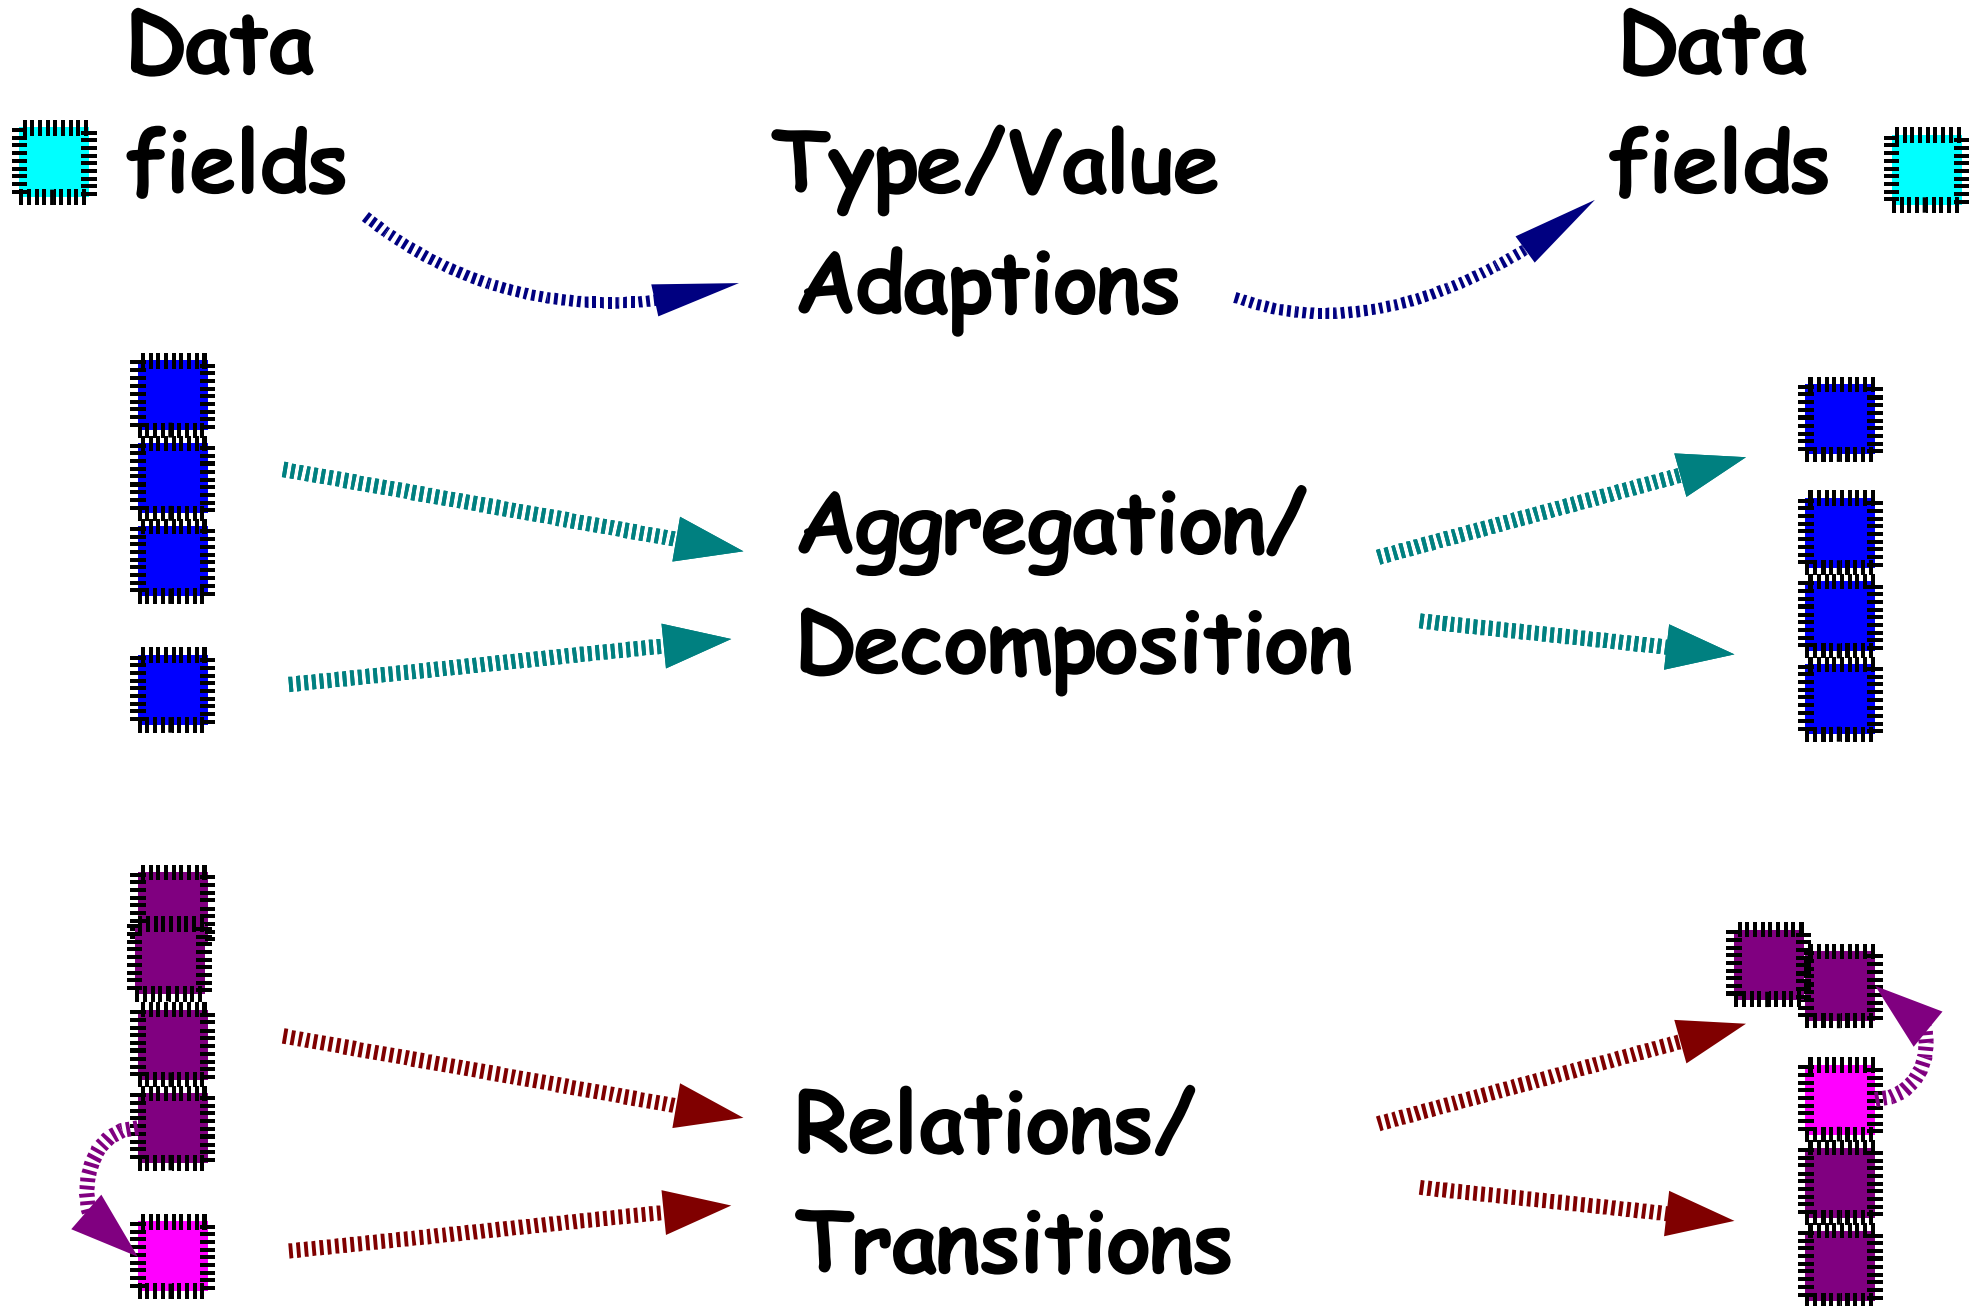 Data
fields
Type/Value
Adaptions
Data
fields
Aggregation/
Decomposition
Relations/
Transitions